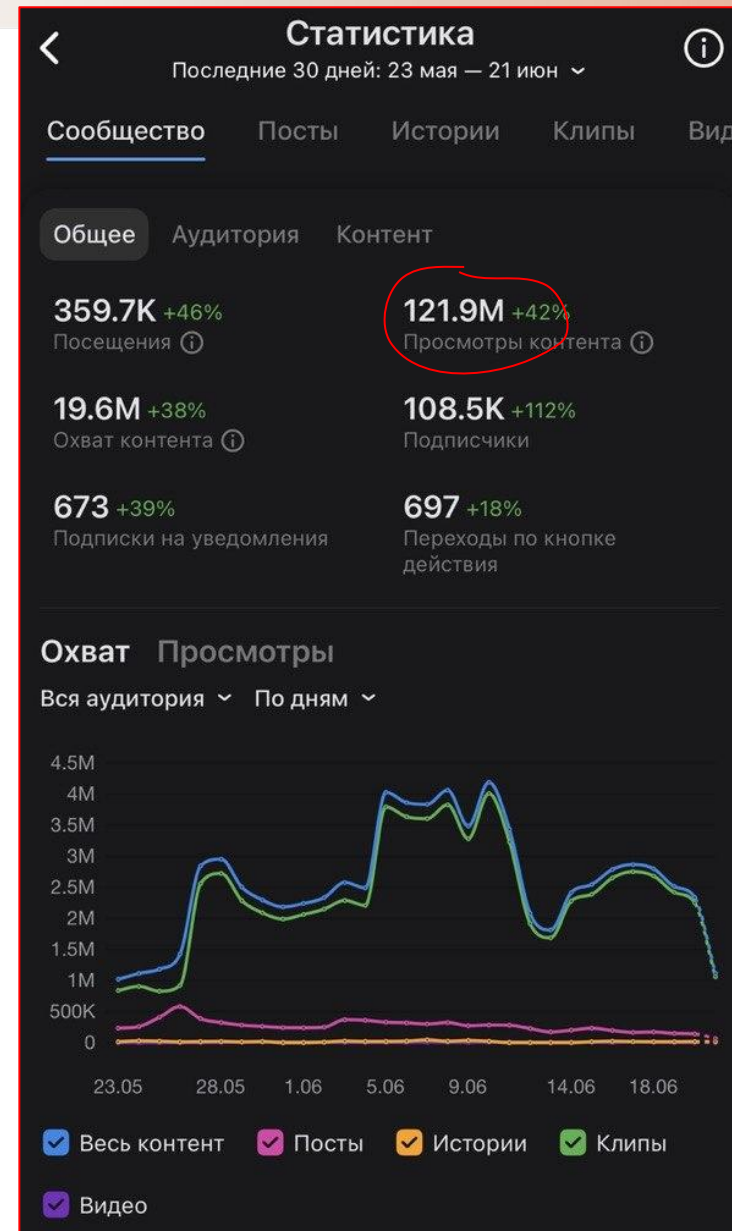 Статистика
Последние 30 дней: 23 мая — 21 июн
Сообщество Посты Истории Клипы Вид
Общее Аудитория Контент
359.7K +46% 121.9M +42%
Посещения Просмотры контента
19.6M +38% 108.5K +112%
Охват контента Подписчики
673 +39% 697 +18%
Подписки на уведомления Переходы по кнопке
действия
Охват Просмотры
Вся аудитория По дням
4.5M
4M
3.5M
3M
2.5M
2M
1.5M
1M
500K
0
23.05 28.05 1.06 5.06 9.06 14.06 18.06
Весь контент Посты Истории Клипы
Видео